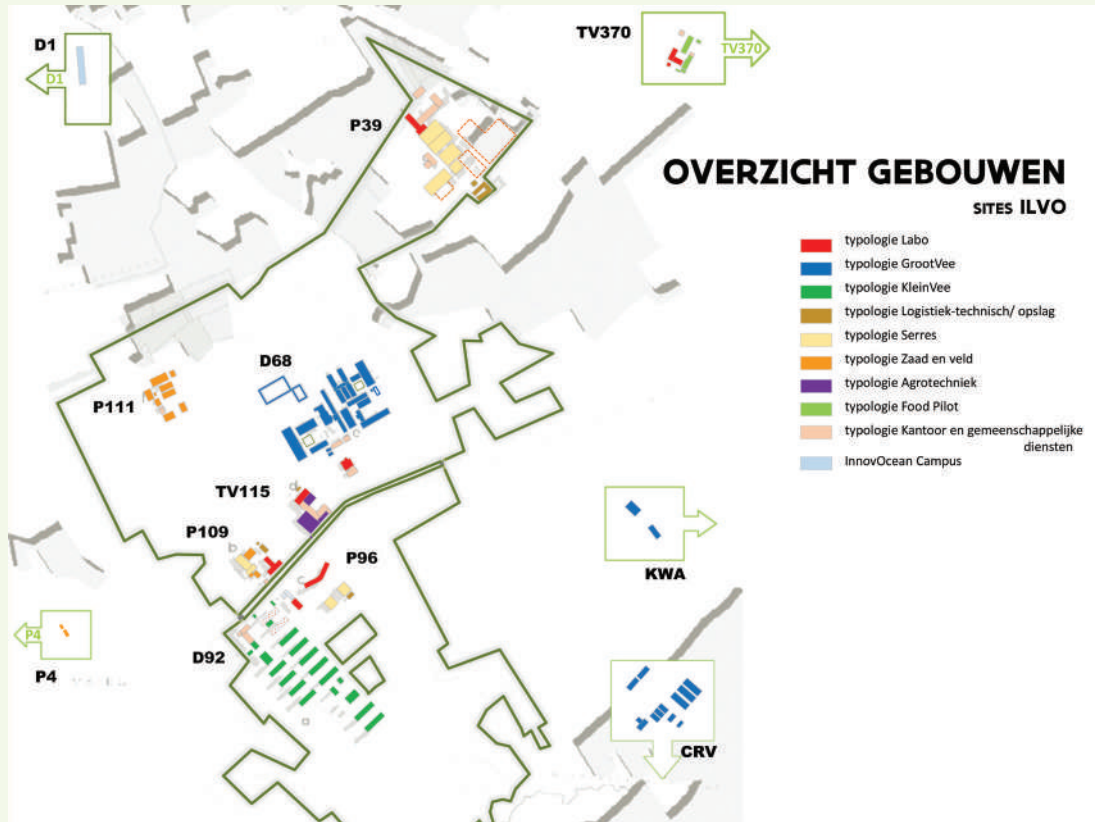 D1
D1
TV370
TV370
P39
OVERZICHT GEBOUWEN
SITES ILVO
typologie Labo
typologie GrootVee
typologie KleinVee
typologie Logistiek-technisch/ opslag
typologie Serres
typologie Zaad en veld
typologie Agrotechniek
typologie Food Pilot
typologie Kantoor en gemeenschappelijke
diensten
InnovOcean Campus
D68
P111
TV115
P109
P96
KWA
P4
D92
P4
CRV